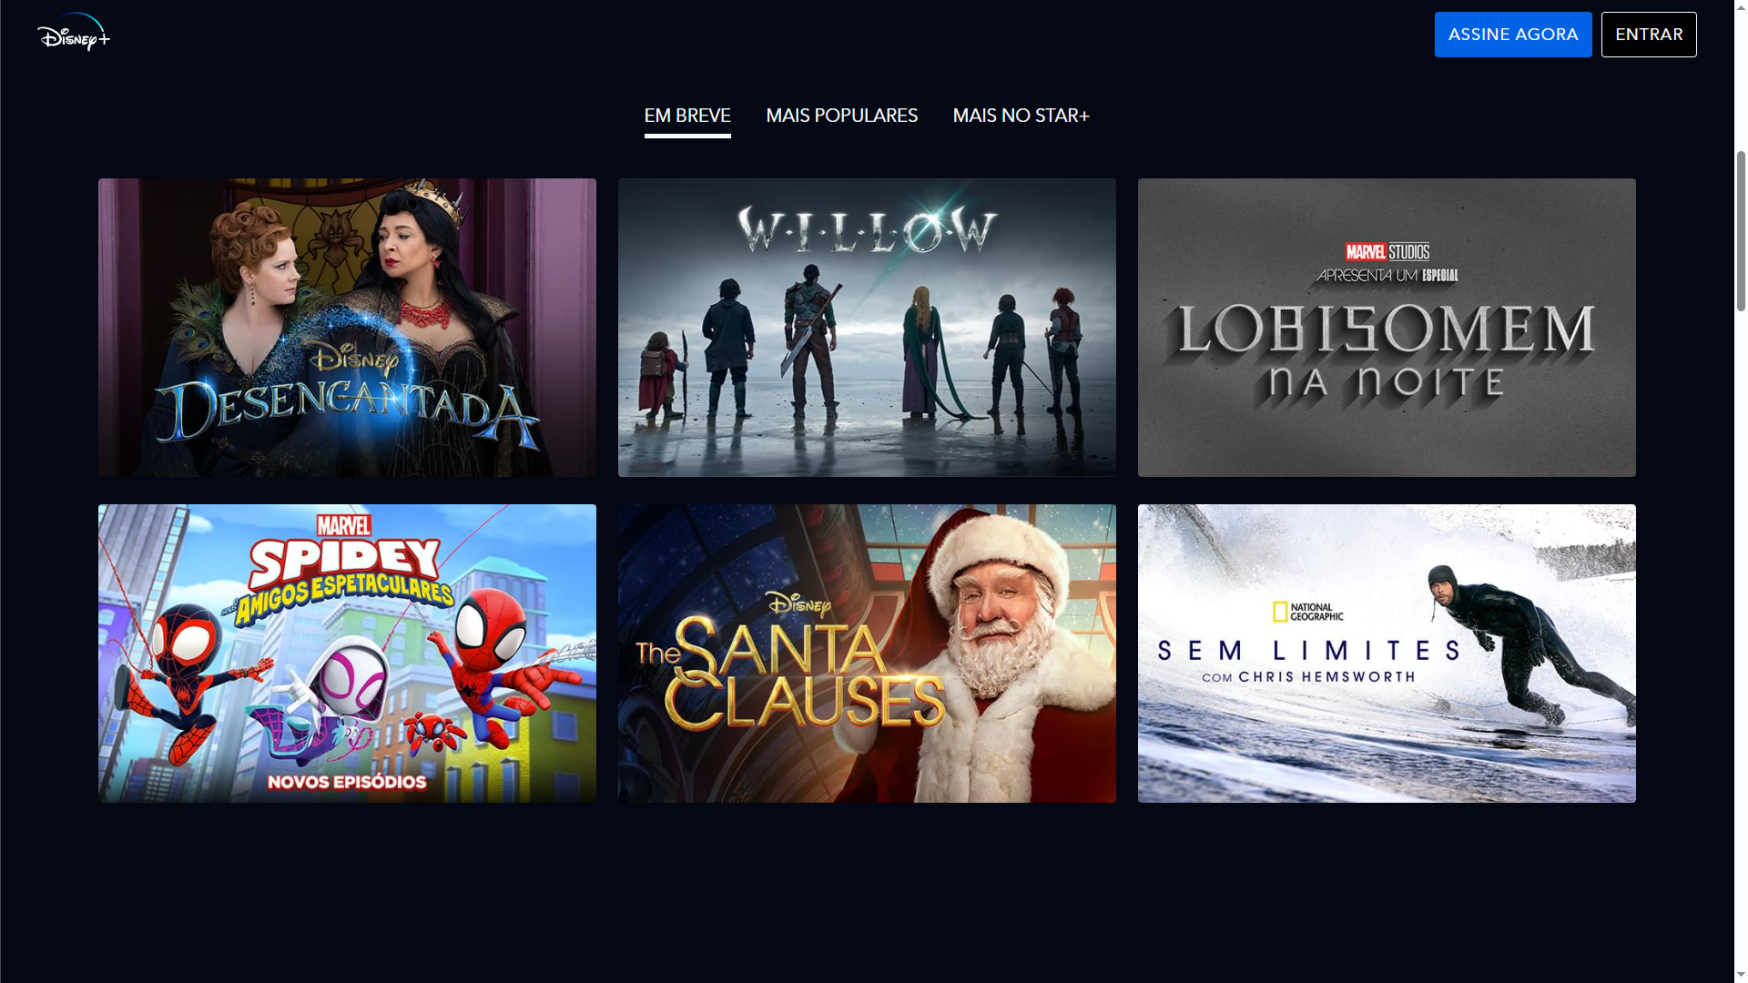 Disney+
ASSINE AGORA
ENTRAR
EM BREVE
MAIS POPULARES
MAIS NO STAR+
DISNEY
DESENCANTADA
WILLOW
MARVEL STUDIOS
APRESENTA UM ESPECIAL
LOBISOMEM
NA NOITE
MARVEL
SPIDEY
AMIGOS ESPETACULARES
NOVOS EPISÓDIOS
Disney
The SANTA
CLAUSES
NATIONAL
GEOGRAPHIC
SEM LIMITES
COM CHRIS HEMSWORTH